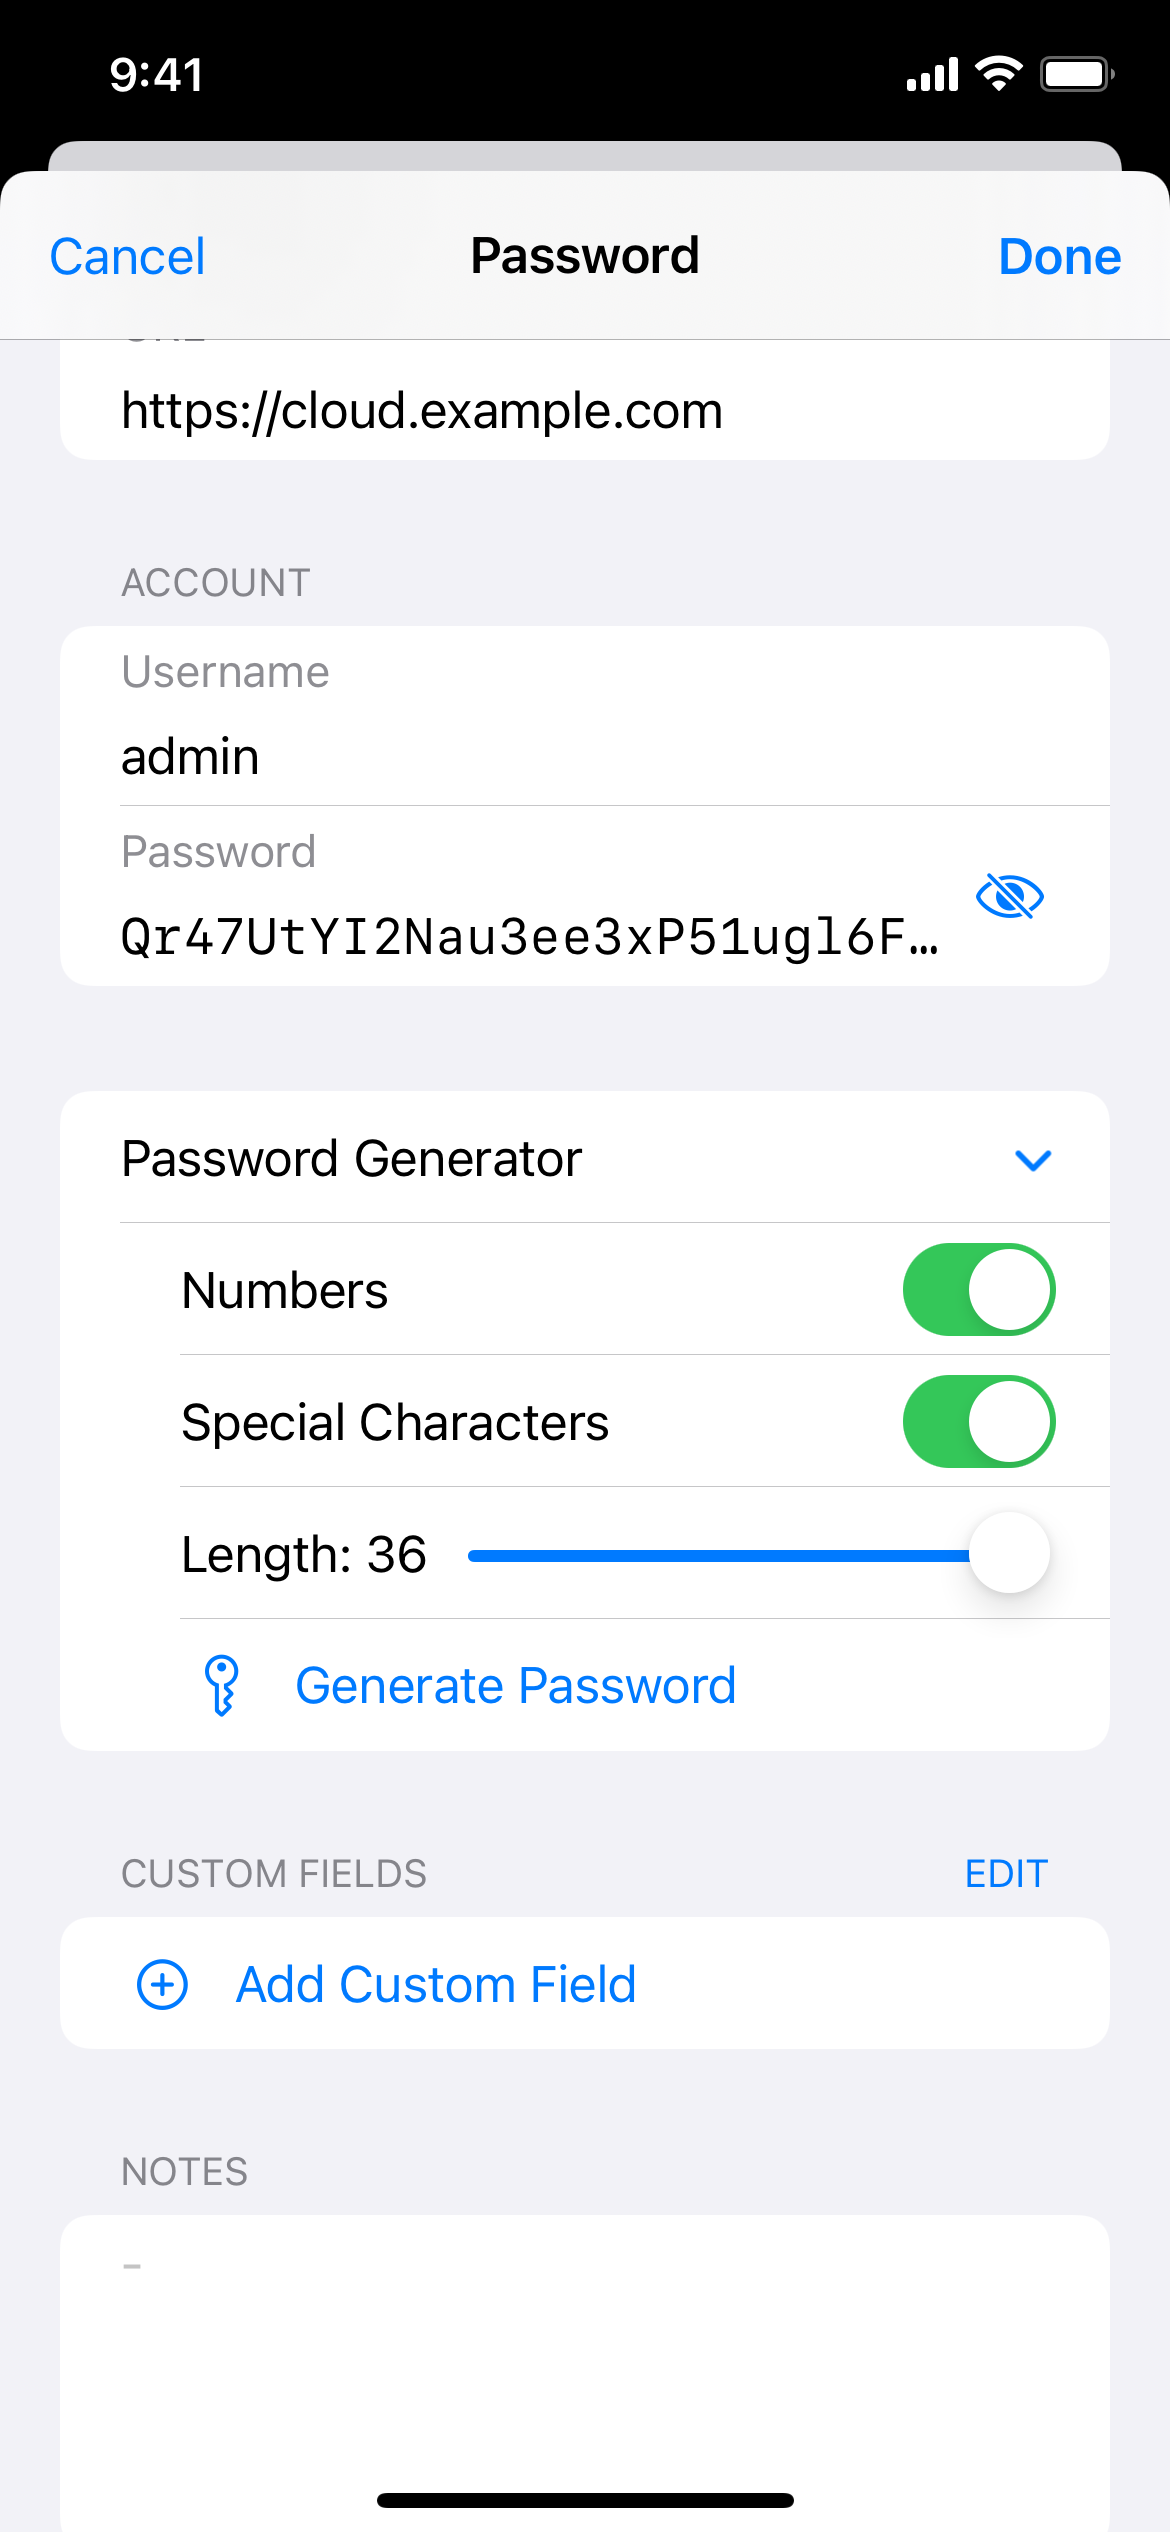 9:41
Cancel
Password
Done
https://cloud.example.com
ACCOUNT
Username
admin
Password
Qr47UtYI2Nau3ee3xP51ugl6F…
Password Generator
Numbers
Special Characters
Length: 36
Generate Password
CUSTOM FIELDS
EDIT
Add Custom Field
NOTES
-